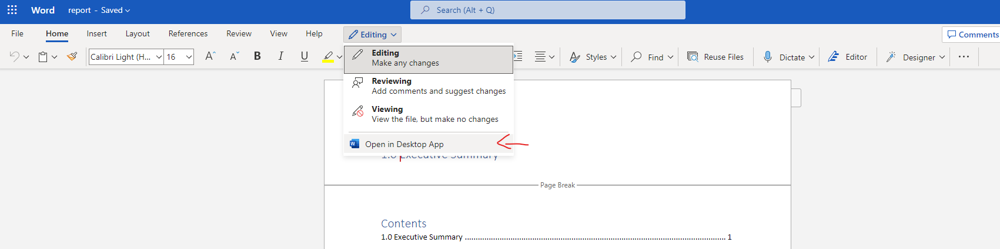 Word report - Saved Search (Alt + Q)
File Home Insert Layout References Review View Help Editing Comments
Calibri Light (H... 16 A A B I U Styles Find Reuse Files Dictate Editor Designer ...
Editing
Make any changes
Reviewing
Add comments and suggest changes
Viewing
View the file, but make no changes
W Open in Desktop App
1.0 Executive Summary
Page Break
Contents
1.0 Executive Summary ........................................................................................................................ 1